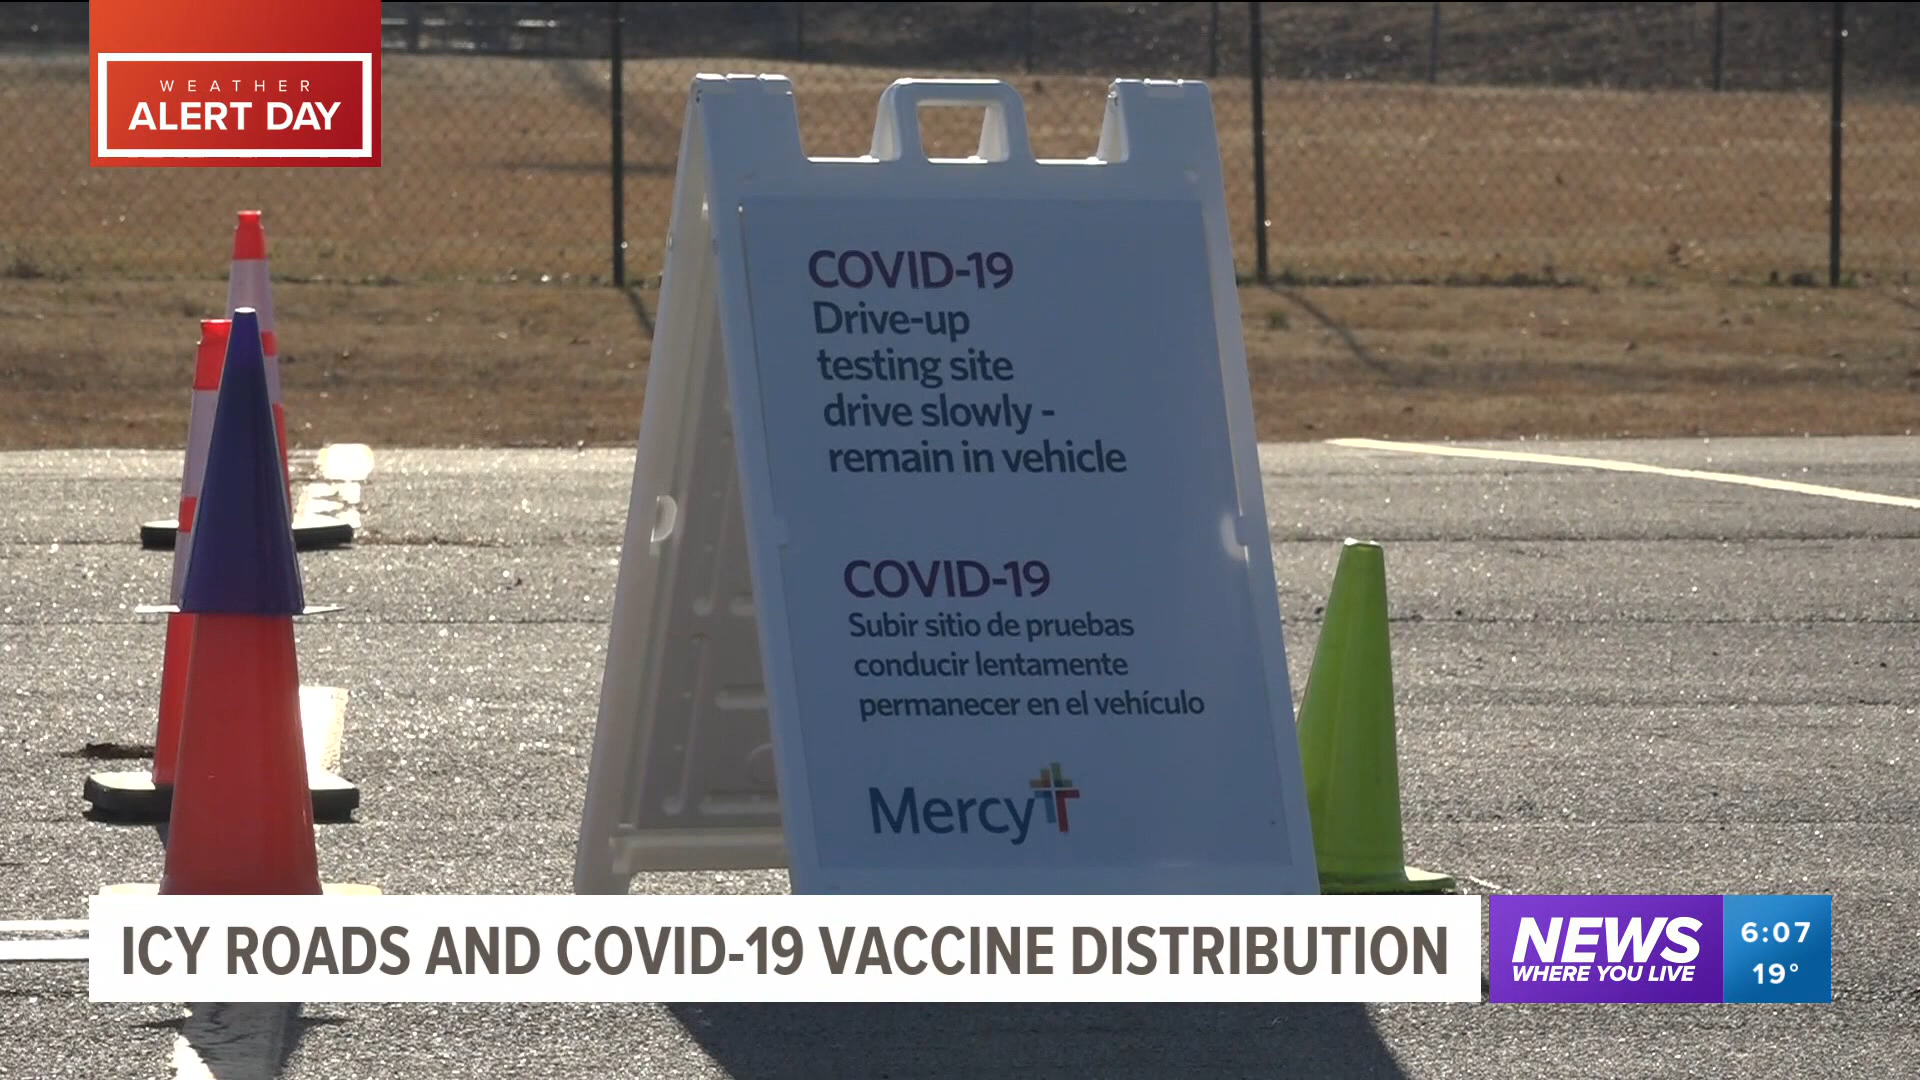 WEATHER
ALERT DAY
COVID-19
Drive-up
testing site
drive slowly -
remain in vehicle
COVID-19
Subir sitio de pruebas
conducir lentamente
permanecer en el vehículo
Mercy
ICY ROADS AND COVID-19 VACCINE DISTRIBUTION
NEWS
WHERE YOU LIVE
6:07
19°